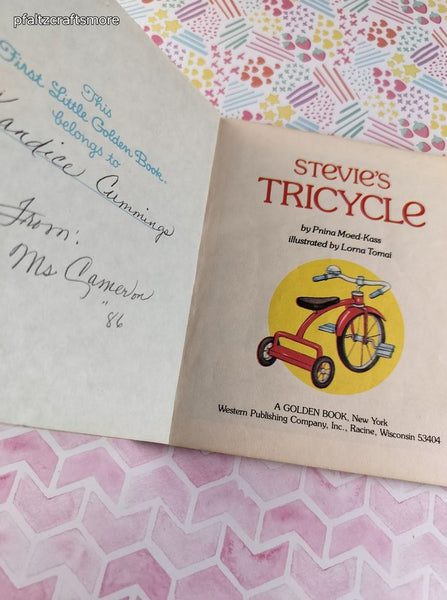 pfaltzcraftsmore
This
First Little Golden Book
belongs to
Kandice Cummings
From:
Ms Cameron
"86
STEVIE'S
TRICYCLE
by Pnina Moed-Kass
illustrated by Lorna Tomei
A GOLDEN BOOK, New York
Western Publishing Company, Inc., Racine, Wisconsin 53404